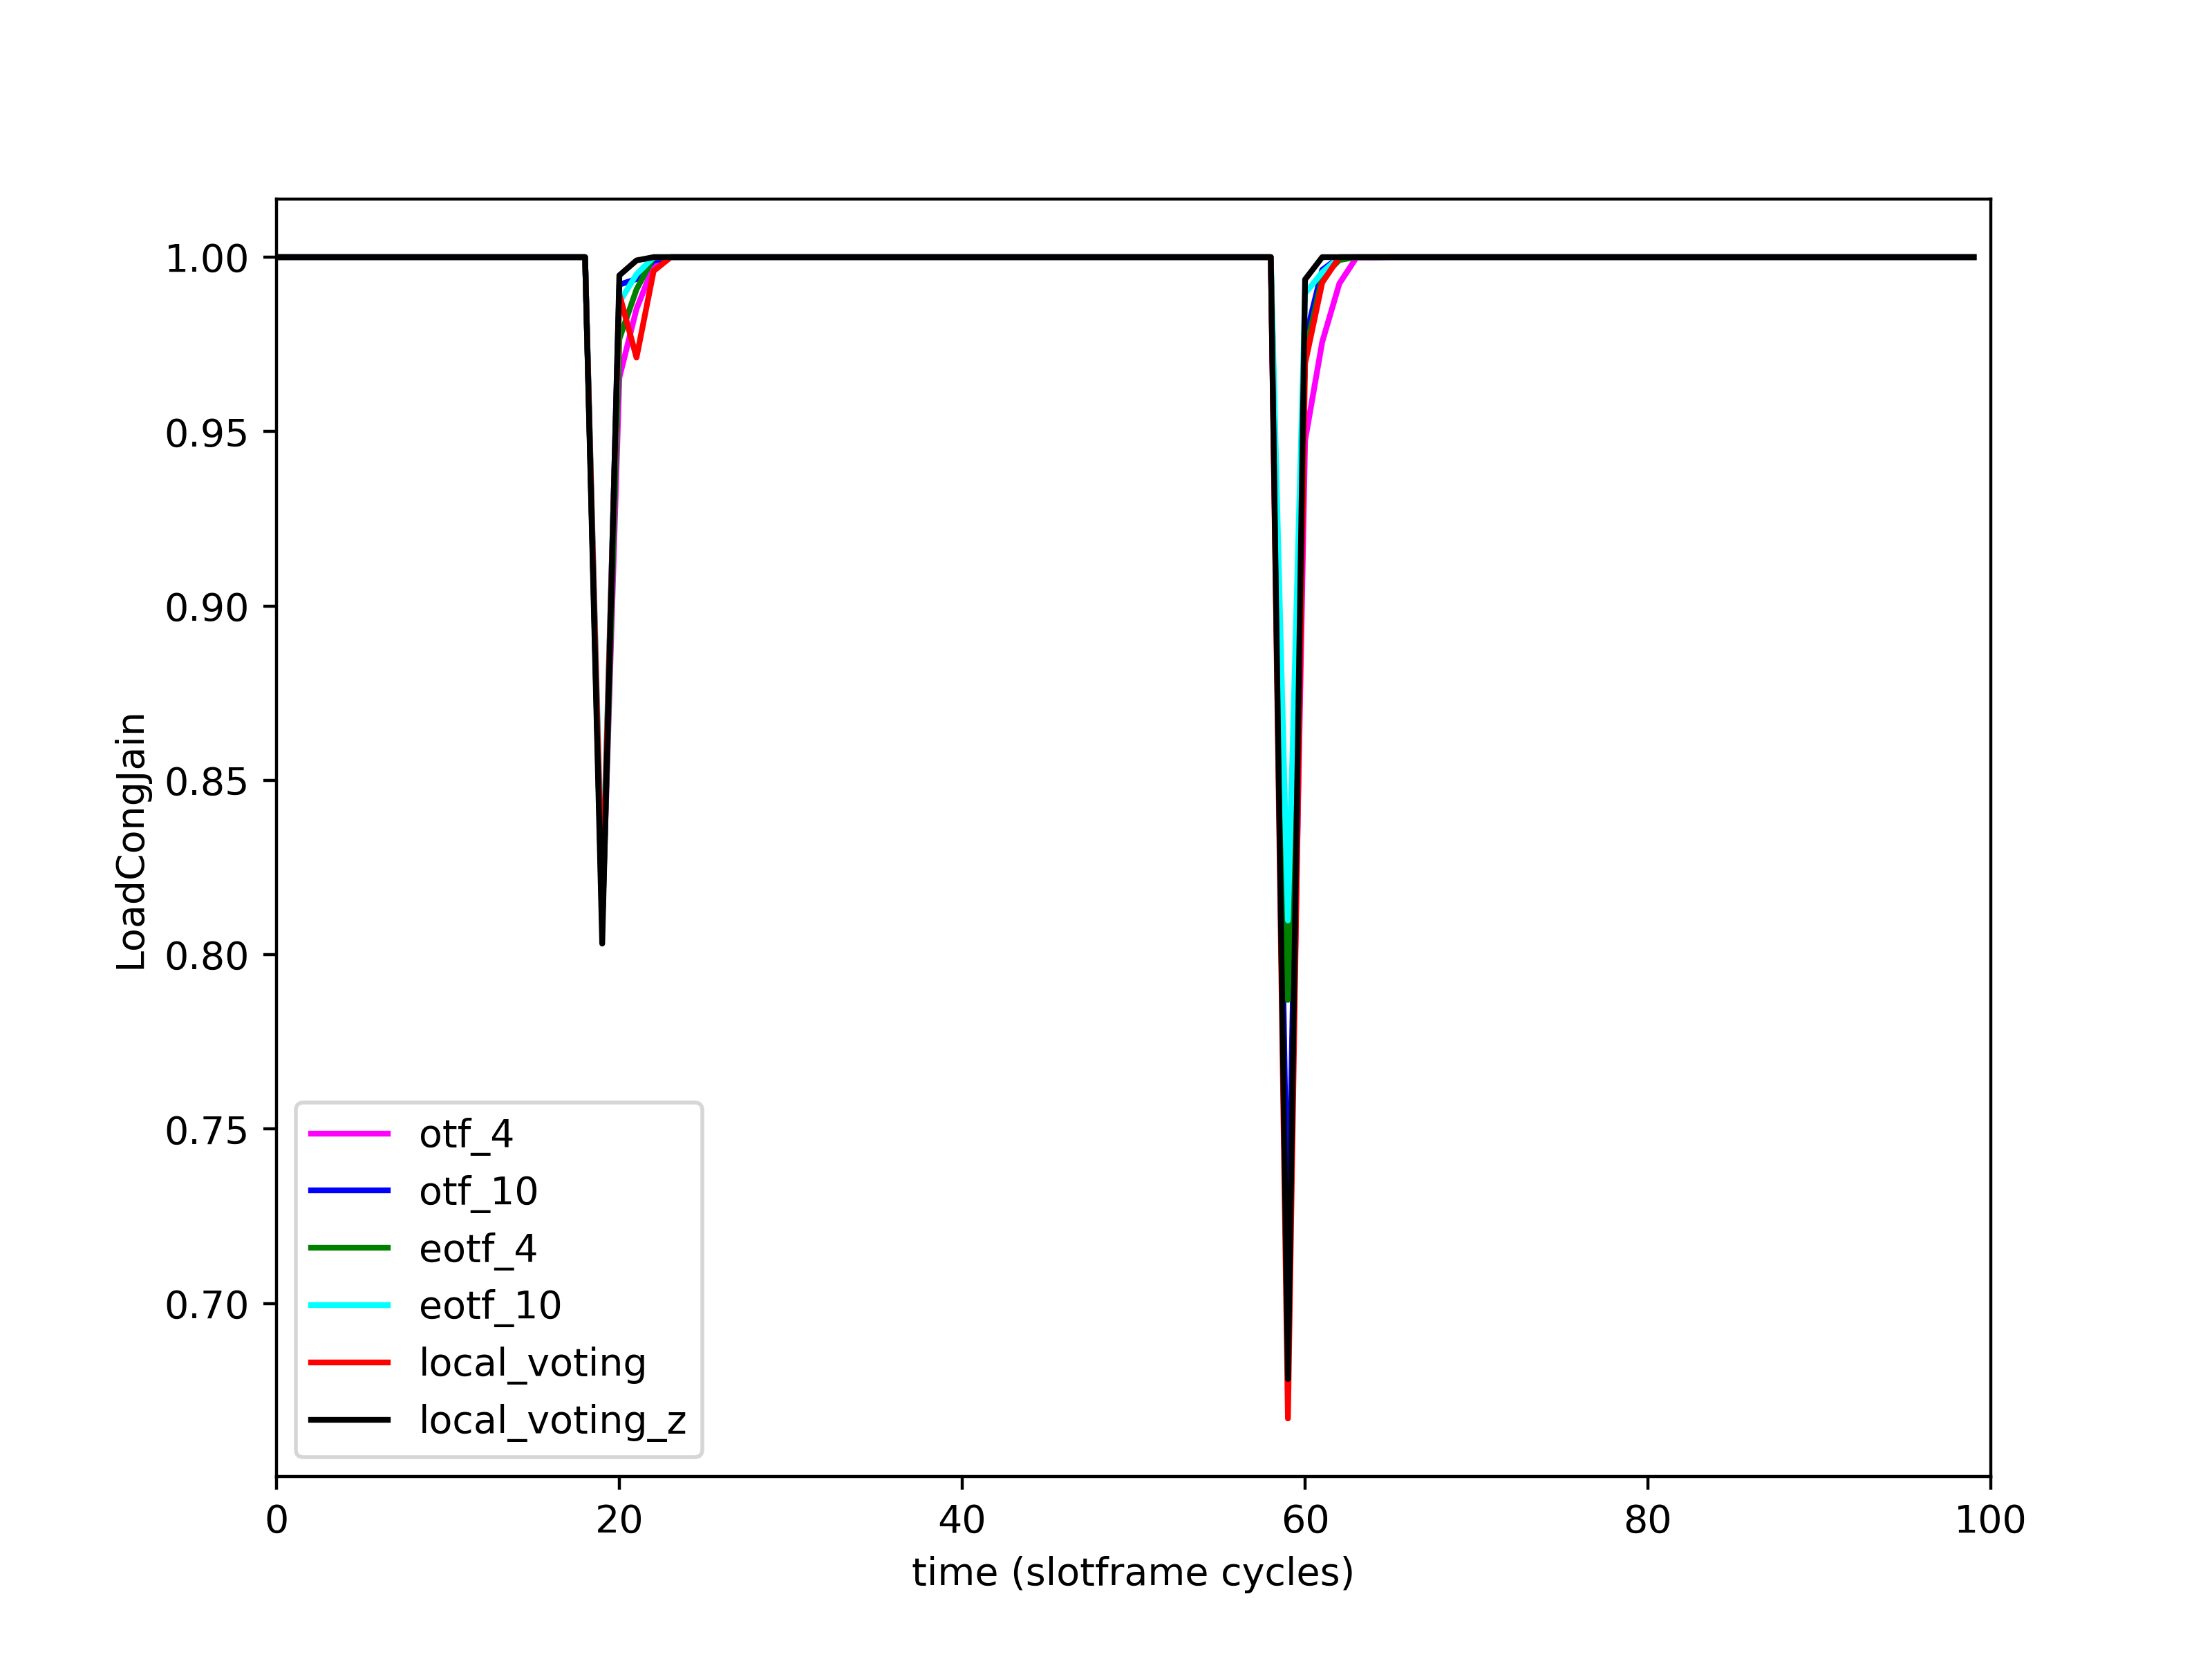 1.00
0.95
0.90
0.85
0.80
0.75
0.70
LoadCongJain
otf_4
otf_10
eotf_4
eotf_10
local_voting
local_voting_z
0 20 40 60 80 100
time (slotframe cycles)